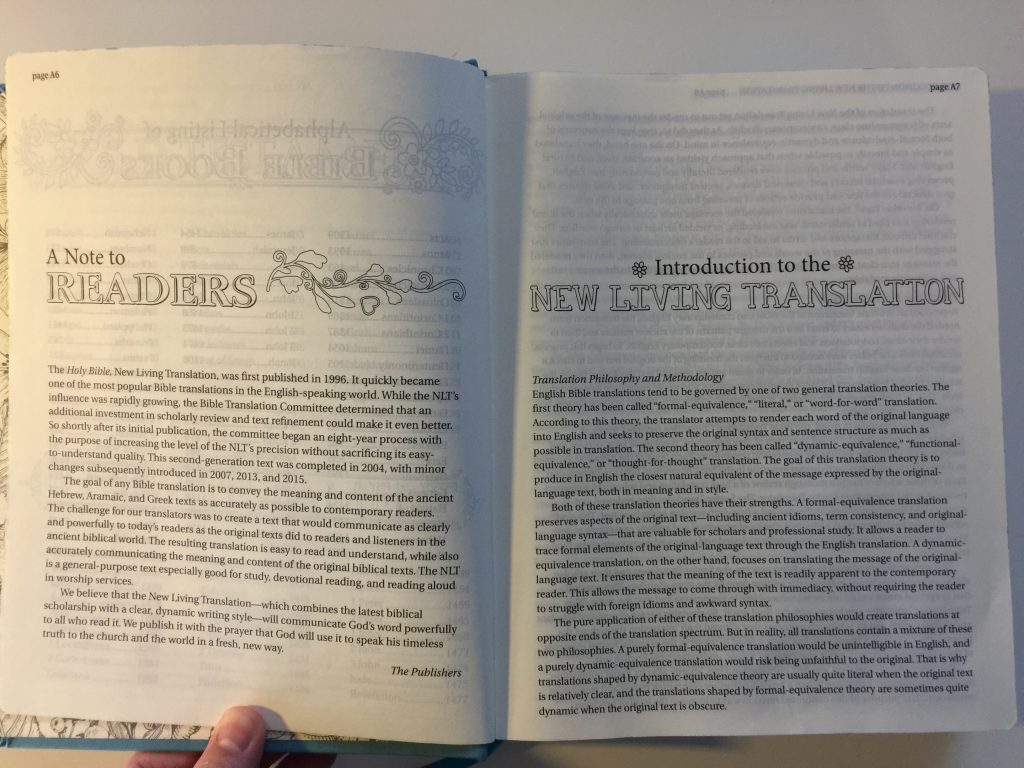 page A6
A Note to
READERS
The Holy Bible, New Living Translation, was first published in 1996. It quickly became
one of the most popular Bible translations in the English-speaking world. While the NLT's
influence was rapidly growing, the Bible Translation Committee determined that an
additional investment in scholarly review and text refinement could make it even better.
So shortly after its initial publication, the committee began an eight-year process with
the purpose of increasing the level of the NLT's precision without sacrificing its easy-
to-understand quality. This second-generation text was completed in 2004, with minor
changes subsequently introduced in 2007, 2013, and 2015.
The goal of any Bible translation is to convey the meaning and content of the ancient
Hebrew, Aramaic, and Greek texts as accurately as possible to contemporary readers.
The challenge for our translators was to create a text that would communicate as clearly
and powerfully to today's readers as the original texts did to readers and listeners in the
ancient biblical world. The resulting translation is easy to read and understand, while also
accurately communicating the meaning and content of the original biblical texts. The NLT
is a general-purpose text especially good for study, devotional reading, and reading aloud
in worship services.
We believe that the New Living Translation—which combines the latest biblical
scholarship with a clear, dynamic writing style—will communicate God's word powerfully
to all who read it. We publish it with the prayer that God will use it to speak his timeless
truth to the church and the world in a fresh, new way.
The Publishers
page A7
Introduction to the
NEW LIVING TRANSLATION
Translation Philosophy and Methodology
English Bible translations tend to be governed by one of two general translation theories. The
first theory has been called “formal-equivalence,” “literal,” or “word-for-word” translation.
According to this theory, the translator attempts to render each word of the original language
into English and seeks to preserve the original syntax and sentence structure as much as
possible in translation. The second theory has been called “dynamic-equivalence,” “functional-
equivalence,” or “thought-for-thought” translation. The goal of this translation theory is to
produce in English the closest natural equivalent of the message expressed by the original-
language text, both in meaning and in style.
Both of these translation theories have their strengths. A formal-equivalence translation
preserves aspects of the original text—including ancient idioms, term consistency, and original-
language syntax—that are valuable for scholars and professional study. It allows a reader to
trace formal elements of the original-language text through the English translation. A dynamic-
equivalence translation, on the other hand, focuses on translating the message of the original-
language text. It ensures that the meaning of the text is readily apparent to the contemporary
reader. This allows the message to come through with immediacy, without requiring the reader
to struggle with foreign idioms and awkward syntax.
The pure application of either of these translation philosophies would create translations at
opposite ends of the translation spectrum. But in reality, all translations contain a mixture of these
two philosophies. A purely formal-equivalence translation would be unintelligible in English, and
a purely dynamic-equivalence translation would risk being unfaithful to the original. That is why
translations shaped by dynamic-equivalence theory are usually quite literal when the original text
is relatively clear, and the translations shaped by formal-equivalence theory are sometimes quite
dynamic when the original text is obscure.